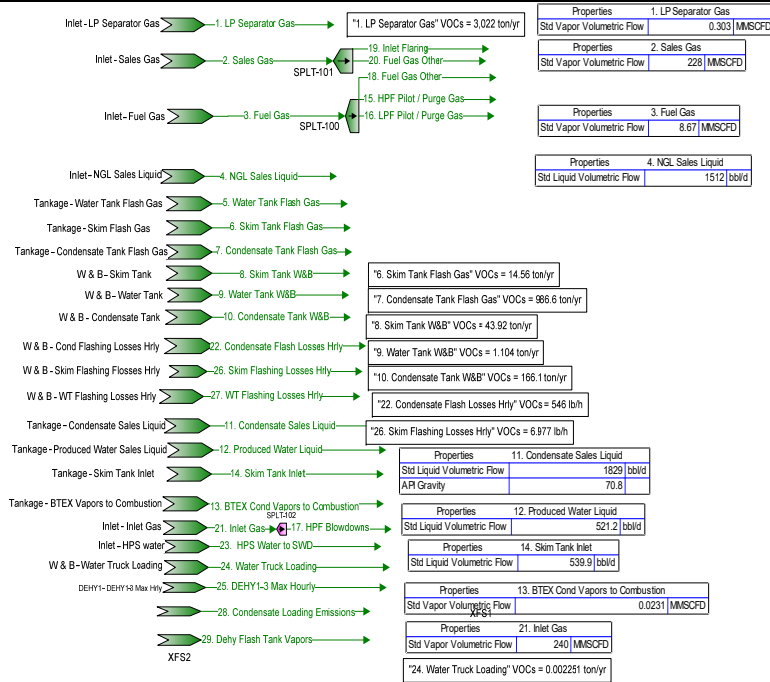 Inlet-LP Separator Gas 1. LP Separator Gas "1. LP Separator Gas" VOCs = 3,022 ton/yr
Properties 1. LP Separator Gas
Std Vapor Volumetric Flow 0.303 MMSCFD
Inlet-Sales Gas 2. Sales Gas SPLT-101
19. Inlet Flaring
20. Fuel Gas Other
Properties 2. Sales Gas
Std Vapor Volumetric Flow 228 MMSCFD
18. Fuel Gas Other
15. HPF Pilot / Purge Gas
Inlet-Fuel Gas 3. Fuel Gas SPLT-100 16. LPF Pilot / Purge Gas
Properties 3. Fuel Gas
Std Vapor Volumetric Flow 8.67 MMSCFD
Inlet-NGL Sales Liquid 4. NGL Sales Liquid
Properties 4. NGL Sales Liquid
Std Liquid Volumetric Flow 1512 bbl/d
Tankage-Water Tank Flash Gas 5. Water Tank Flash Gas
Tankage-Skim Flash Gas 6. Skim Tank Flash Gas
Tankage-Condensate Tank Flash Gas 7. Condensate Tank Flash Gas
W & B-Skim Tank 8. Skim Tank W&B
"6. Skim Tank Flash Gas" VOCs = 14.56 ton/yr
W & B-Water Tank 9. Water Tank W&B
"7. Condensate Tank Flash Gas" VOCs = 986.6 ton/yr
W & B-Condensate Tank 10. Condensate Tank W&B
"8. Skim Tank W&B" VOCs = 43.92 ton/yr
W & B-Cond Flashing Losses Hrly 22. Condensate Flash Losses Hrly
"9. Water Tank W&B" VOCs = 1.104 ton/yr
W & B-Skim Flashing Flosses Hrly 26. Skim Flashing Losses Hrly
"10. Condensate Tank W&B" VOCs = 166.1 ton/yr
W & B-WT Flashing Losses Hrly 27. WT Flashing Losses Hrly
"22. Condensate Flash Losses Hrly" VOCs = 546 lb/h
Tankage-Condensate Sales Liquid 11. Condensate Sales Liquid
"26. Skim Flashing Losses Hrly" VOCs = 6.977 lb/h
Tankage-Produced Water Sales Liquid 12. Produced Water Liquid
Properties 11. Condensate Sales Liquid
Std Liquid Volumetric Flow 1829 bbl/d
API Gravity 70.8
Tankage-Skim Tank Inlet 14. Skim Tank Inlet
Tankage-BTEX Vapors to Combustion 13. BTEX Cond Vapors to Combustion
SPLT-102
Inlet-Inlet Gas 21. Inlet Gas 17. HPF Blowdowns
Properties 12. Produced Water Liquid
Std Liquid Volumetric Flow 521.2 bbl/d
Inlet-HPS water 23. HPS Water to SWD
Properties 14. Skim Tank Inlet
Std Liquid Volumetric Flow 539.9 bbl/d
W & B-Water Truck Loading 24. Water Truck Loading
DEHY1-DEHY1-3 Max Hrly 25. DEHY1-3 Max Hourly
Properties 13. BTEX Cond Vapors to Combustion
Std Vapor Volumetric Flow 0.0231 MMSCFD
XFS1
28. Condensate Loading Emissions
Properties 21. Inlet Gas
Std Vapor Volumetric Flow 240 MMSCFD
29. Dehy Flash Tank Vapors
XFS2
"24. Water Truck Loading" VOCs = 0.002251 ton/yr